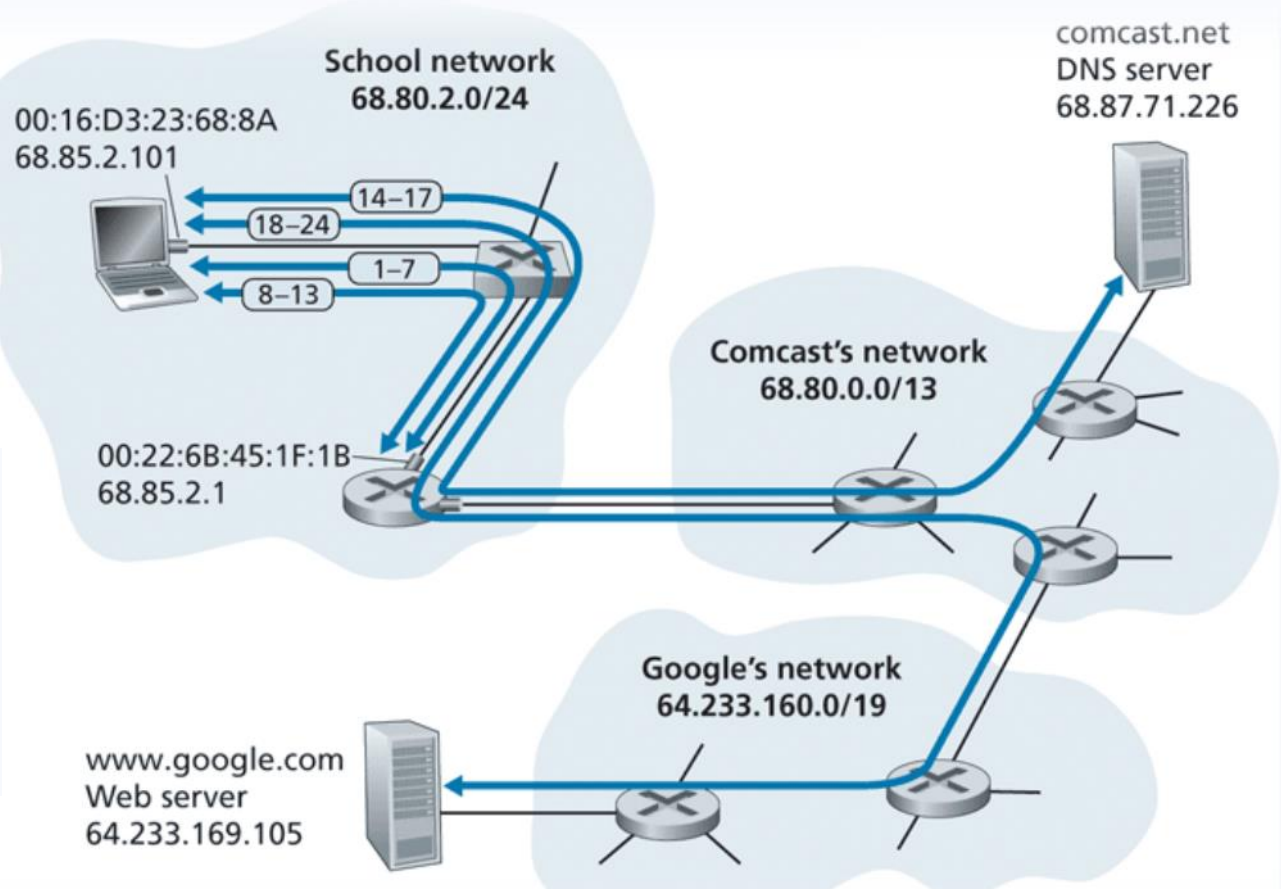 School network
68.80.2.0/24
00:16:D3:23:68:8A
68.85.2.101
14–17
18–24
1–7
8–13
00:22:6B:45:1F:1B
68.85.2.1
comcast.net
DNS server
68.87.71.226
Comcast's network
68.80.0.0/13
Google's network
64.233.160.0/19
www.google.com
Web server
64.233.169.105